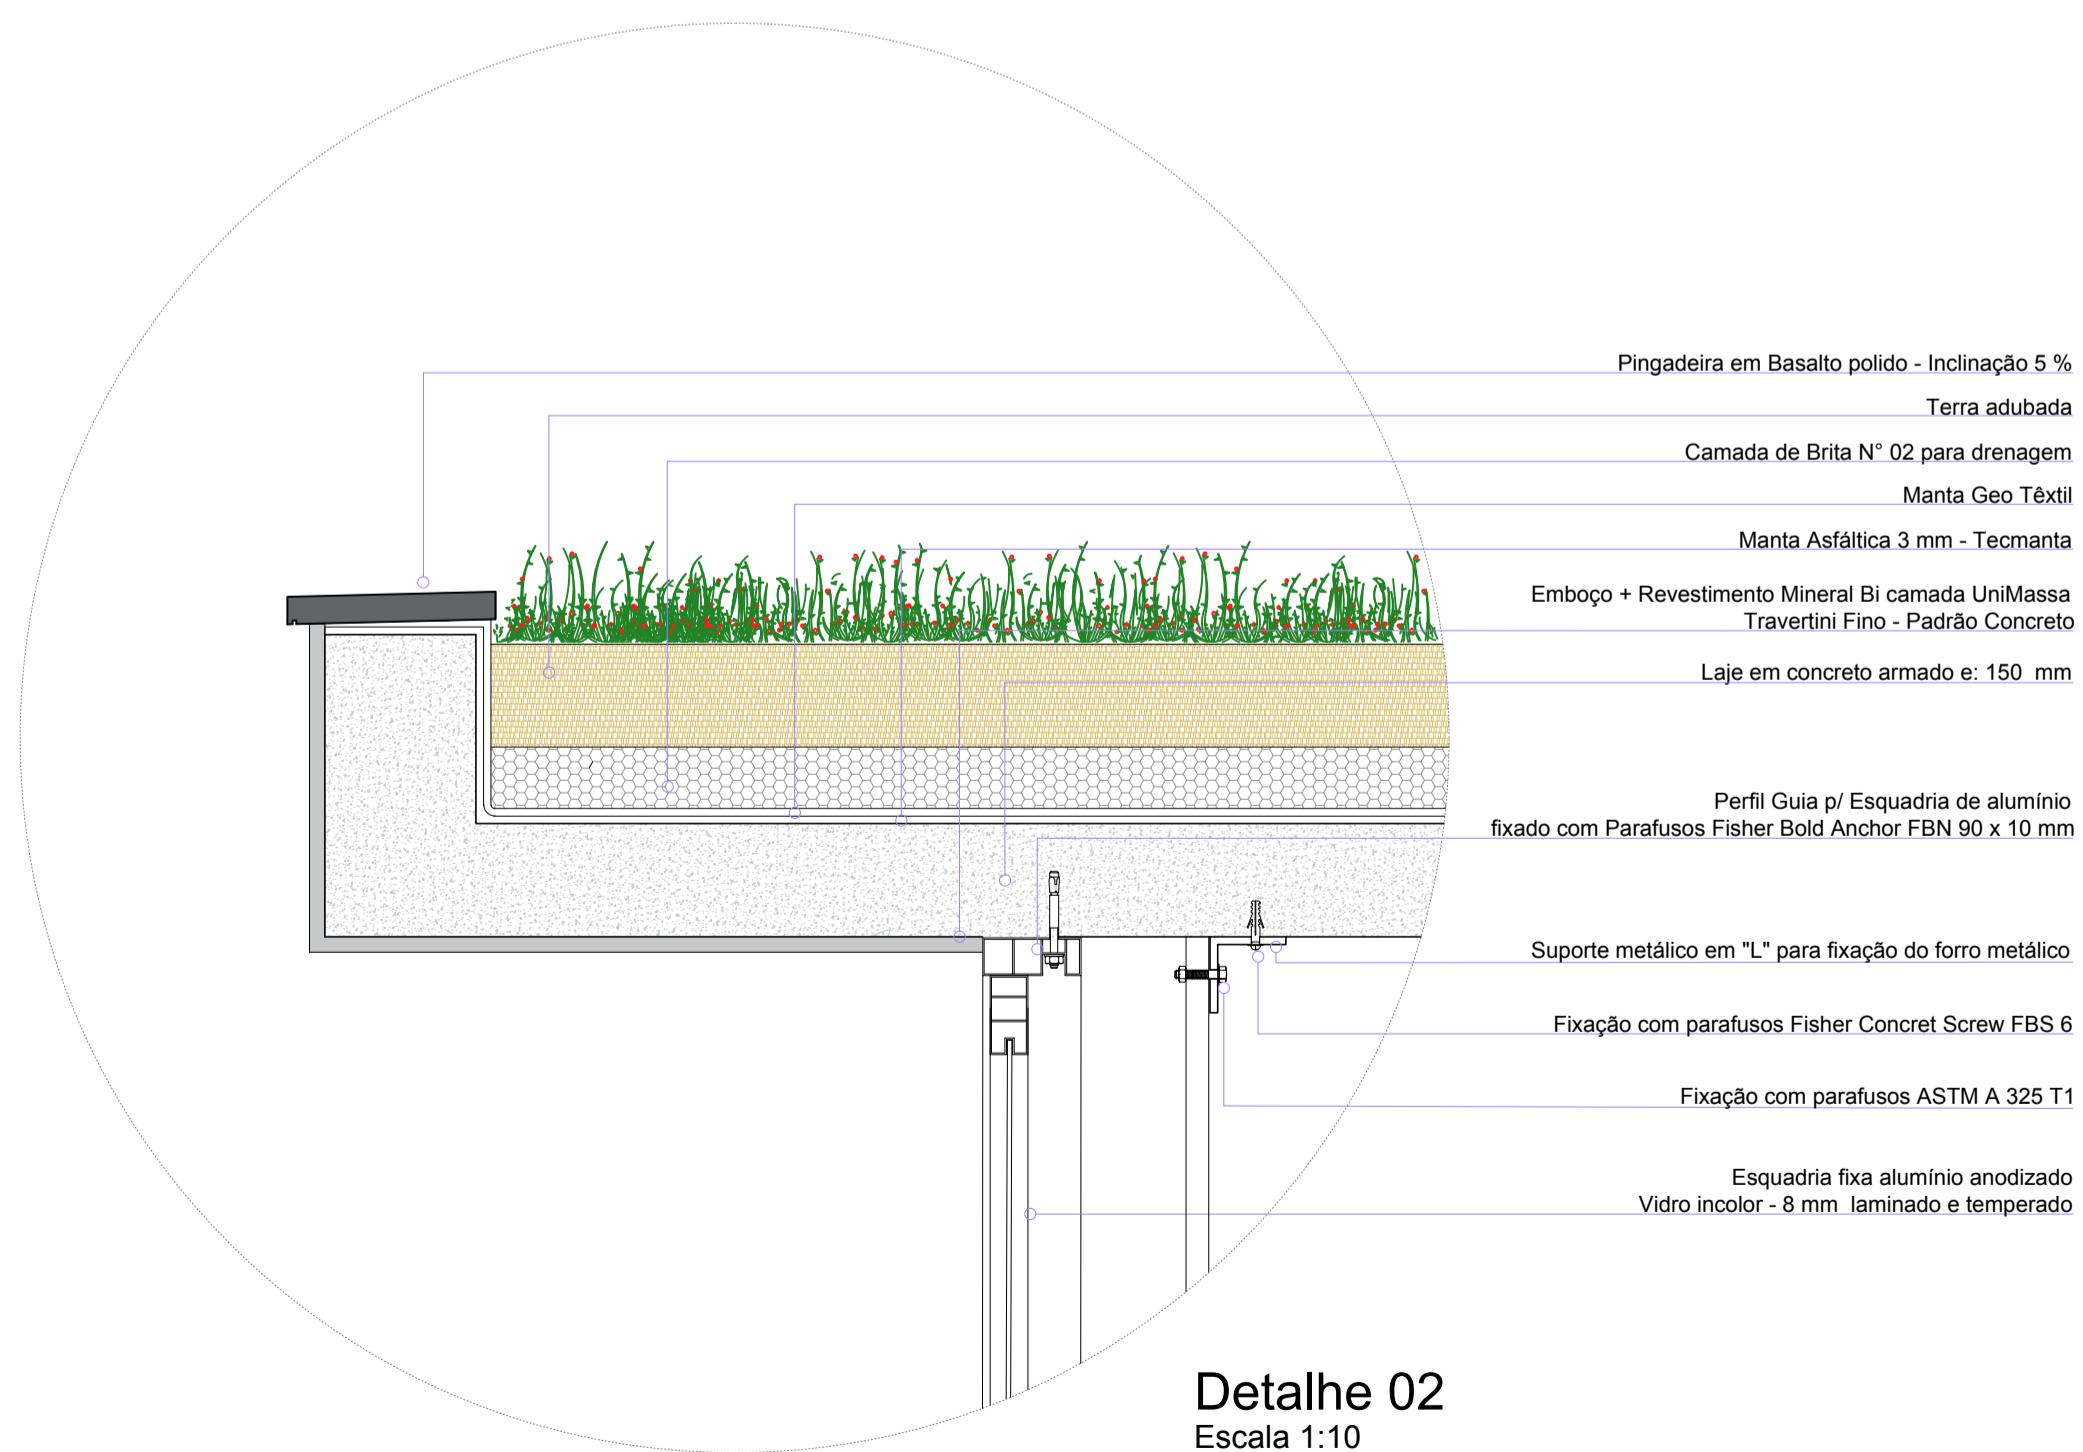 Pingadeira em Basalto polido - Inclinação 5 %
Terra adubada
Camada de Brita N° 02 para drenagem
Manta Geo Têxtil
Manta Asfáltica 3 mm - Tecmanta
Emboço + Revestimento Mineral Bi camada UniMassa
Travertini Fino - Padrão Concreto
Laje em concreto armado e: 150 mm
Perfil Guia p/ Esquadria de alumínio
fixado com Parafusos Fisher Bold Anchor FBN 90 x 10 mm
Suporte metálico em "L" para fixação do forro metálico
Fixação com parafusos Fisher Concret Screw FBS 6
Fixação com parafusos ASTM A 325 T1
Esquadria fixa alumínio anodizado
Vidro incolor - 8 mm laminado e temperado
Detalhe 02
Escala 1:10